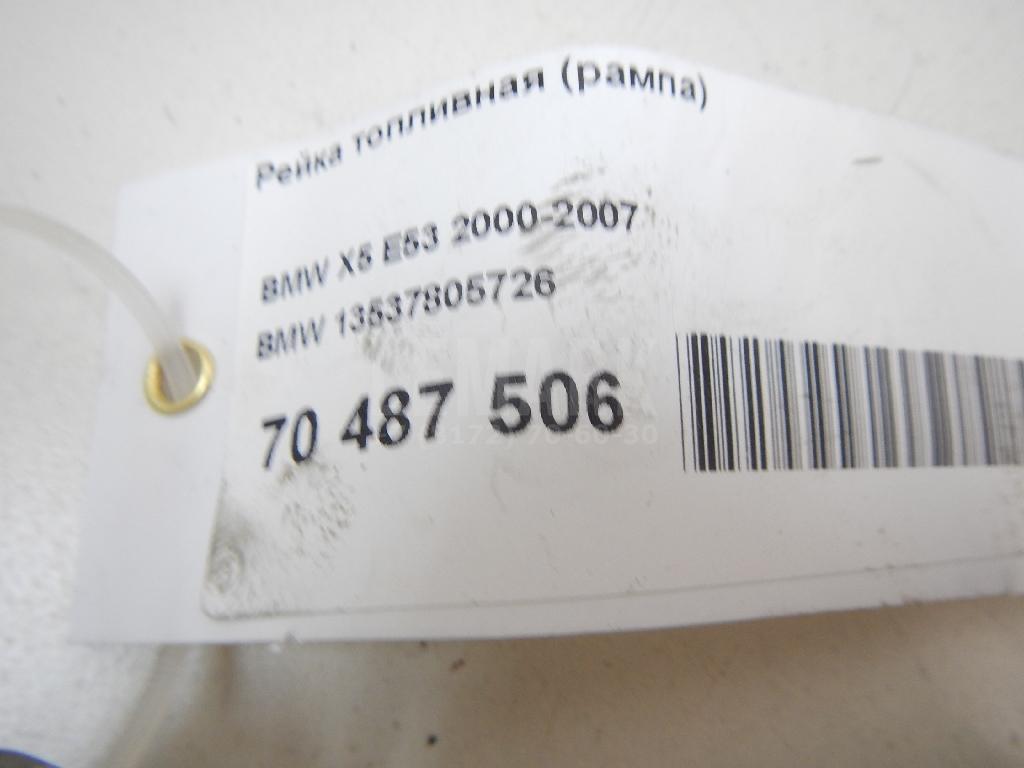 Рейка топливная (рампа)
BMW X5 E53 2000-2007
BMW 13537805726
70 487 506